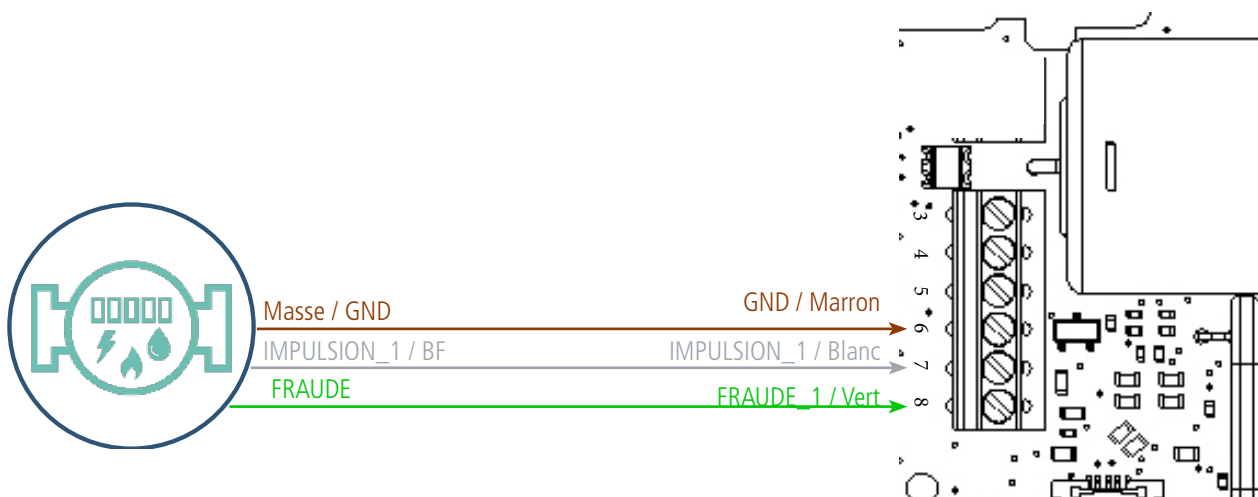 3
4
5
Masse / GND
GND / Marron
6
IMPULSION_1 / BF
IMPULSION_1 / Blanc
7
FRAUDE
FRAUDE_1 / Vert
8